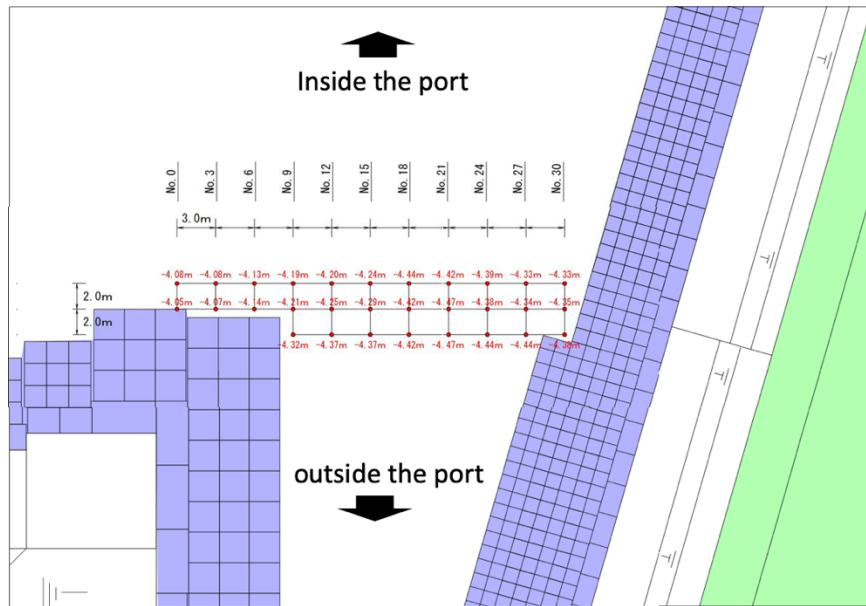 Inside the port
No. 0 No. 3 No. 6 No. 9 No. 12 No. 15 No. 18 No. 21 No. 24 No. 27 No. 30
3.0m
-4.08m -4.08m -4.13m -4.19m -4.20m -4.24m -4.44m -4.42m -4.39m -4.33m -4.33m
2.0m
-4.05m -4.07m -4.14m -4.21m -4.25m -4.29m -4.42m -4.47m -4.38m -4.34m -4.35m
2.0m
-4.32m -4.37m -4.37m -4.42m -4.47m -4.44m -4.44m -4.38m
outside the port